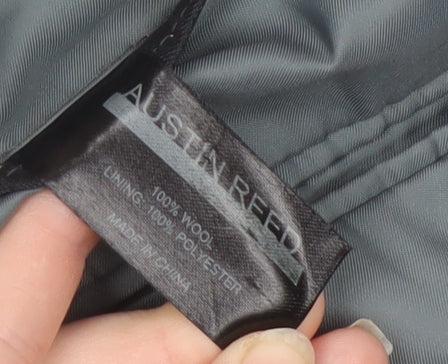 AUSTIN REED
100% WOOL
LINING: 100% POLYESTER
MADE IN CHINA